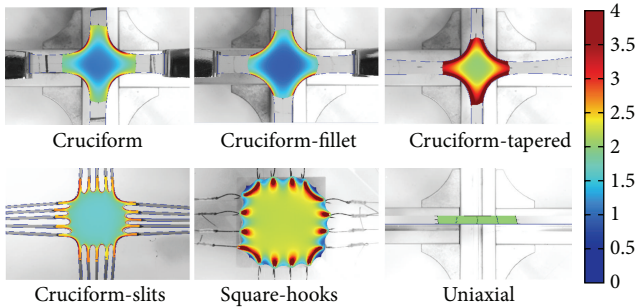 Cruciform
Cruciform-fillet
Cruciform-tapered
Cruciform-slits
Square-hooks
Uniaxial
4
3.5
3
2.5
2
1.5
1
0.5
0